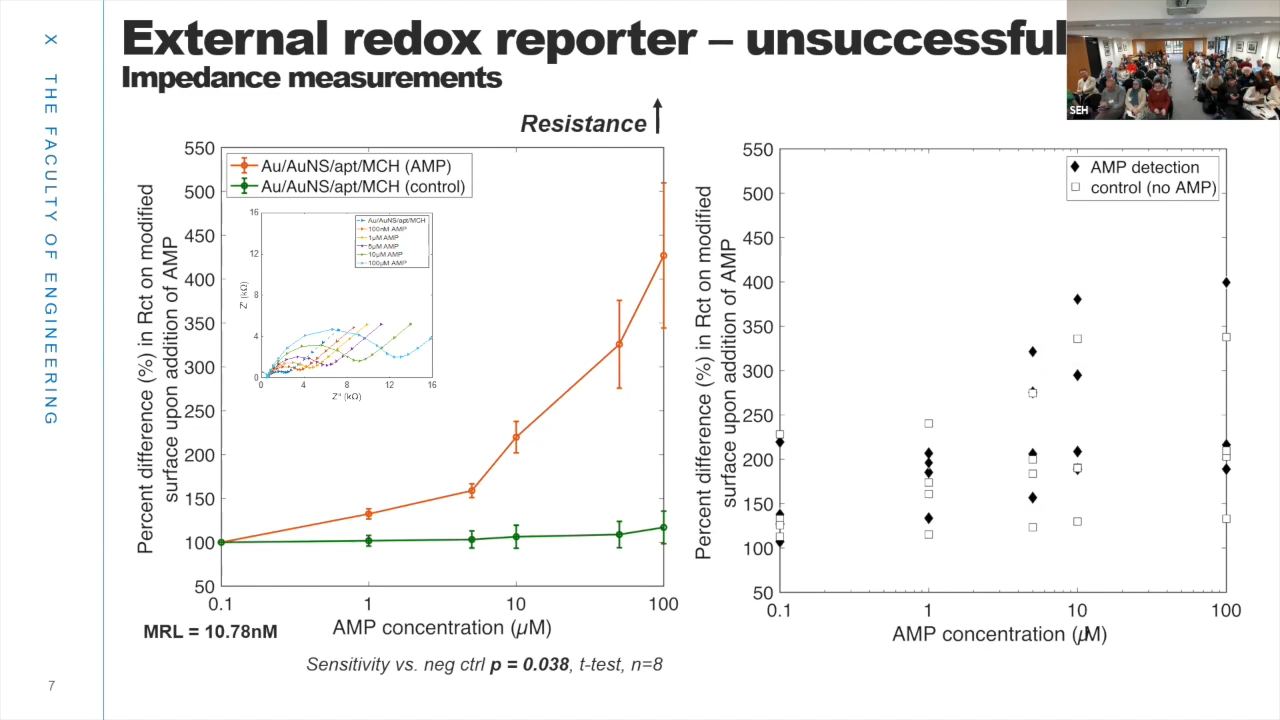 X THE FACULTY OF ENGINEERING
External redox reporter – unsuccessful
Impedance measurements
SEH
Resistance
550
500
450
400
350
300
250
200
150
100
50
0.1
1
10
100
Percent difference (%) in Rct on modified
surface upon addition of AMP
Au/AuNS/apt/MCH (AMP)
Au/AuNS/apt/MCH (control)
16
12
8
4
0
0
4
8
12
16
Z' (kΩ)
Z'' (kΩ)
Au/AuNS/apt/MCH
100nM AMP
1µM AMP
5µM AMP
10µM AMP
100µM AMP
AMP concentration (µM)
MRL = 10.78nM
Sensitivity vs. neg ctrl p = 0.038, t-test, n=8
550
500
450
400
350
300
250
200
150
100
50
0.1
1
10
100
Percent difference (%) in Rct on modified
surface upon addition of AMP
AMP detection
control (no AMP)
AMP concentration (µM)
7